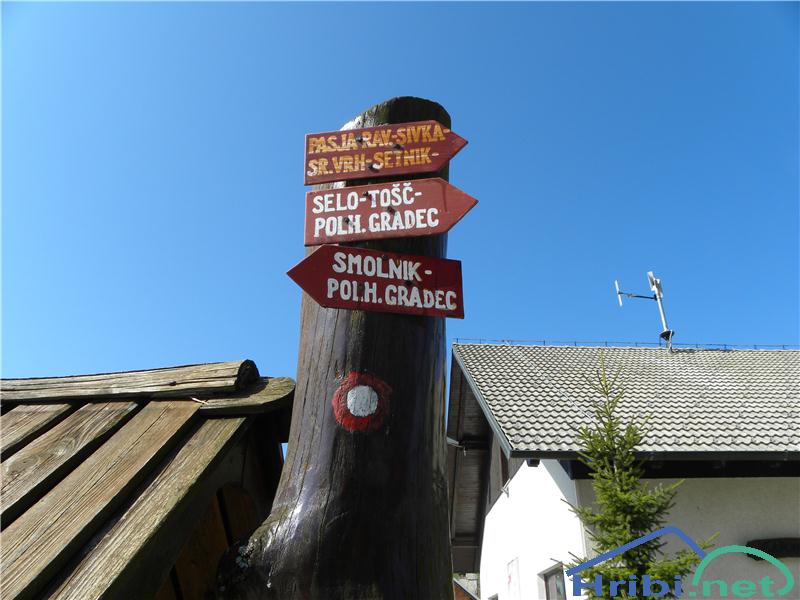 PASJA RAV-SIVKA-
SR.VRH-SETNIK-
SELO-TOŠČ-
POLH.GRADEC
SMOLNIK-
POLH.GRADEC
Hribi.net